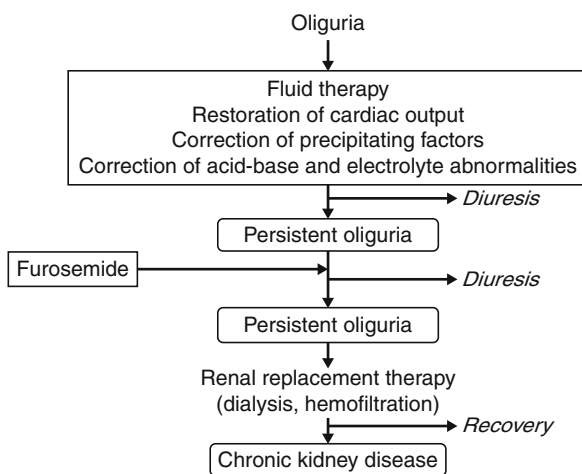 Oliguria
Fluid therapy
Restoration of cardiac output
Correction of precipitating factors
Correction of acid-base and electrolyte abnormalities
Diuresis
Persistent oliguria
Furosemide
Diuresis
Persistent oliguria
Renal replacement therapy
(dialysis, hemofiltration)
Recovery
Chronic kidney disease